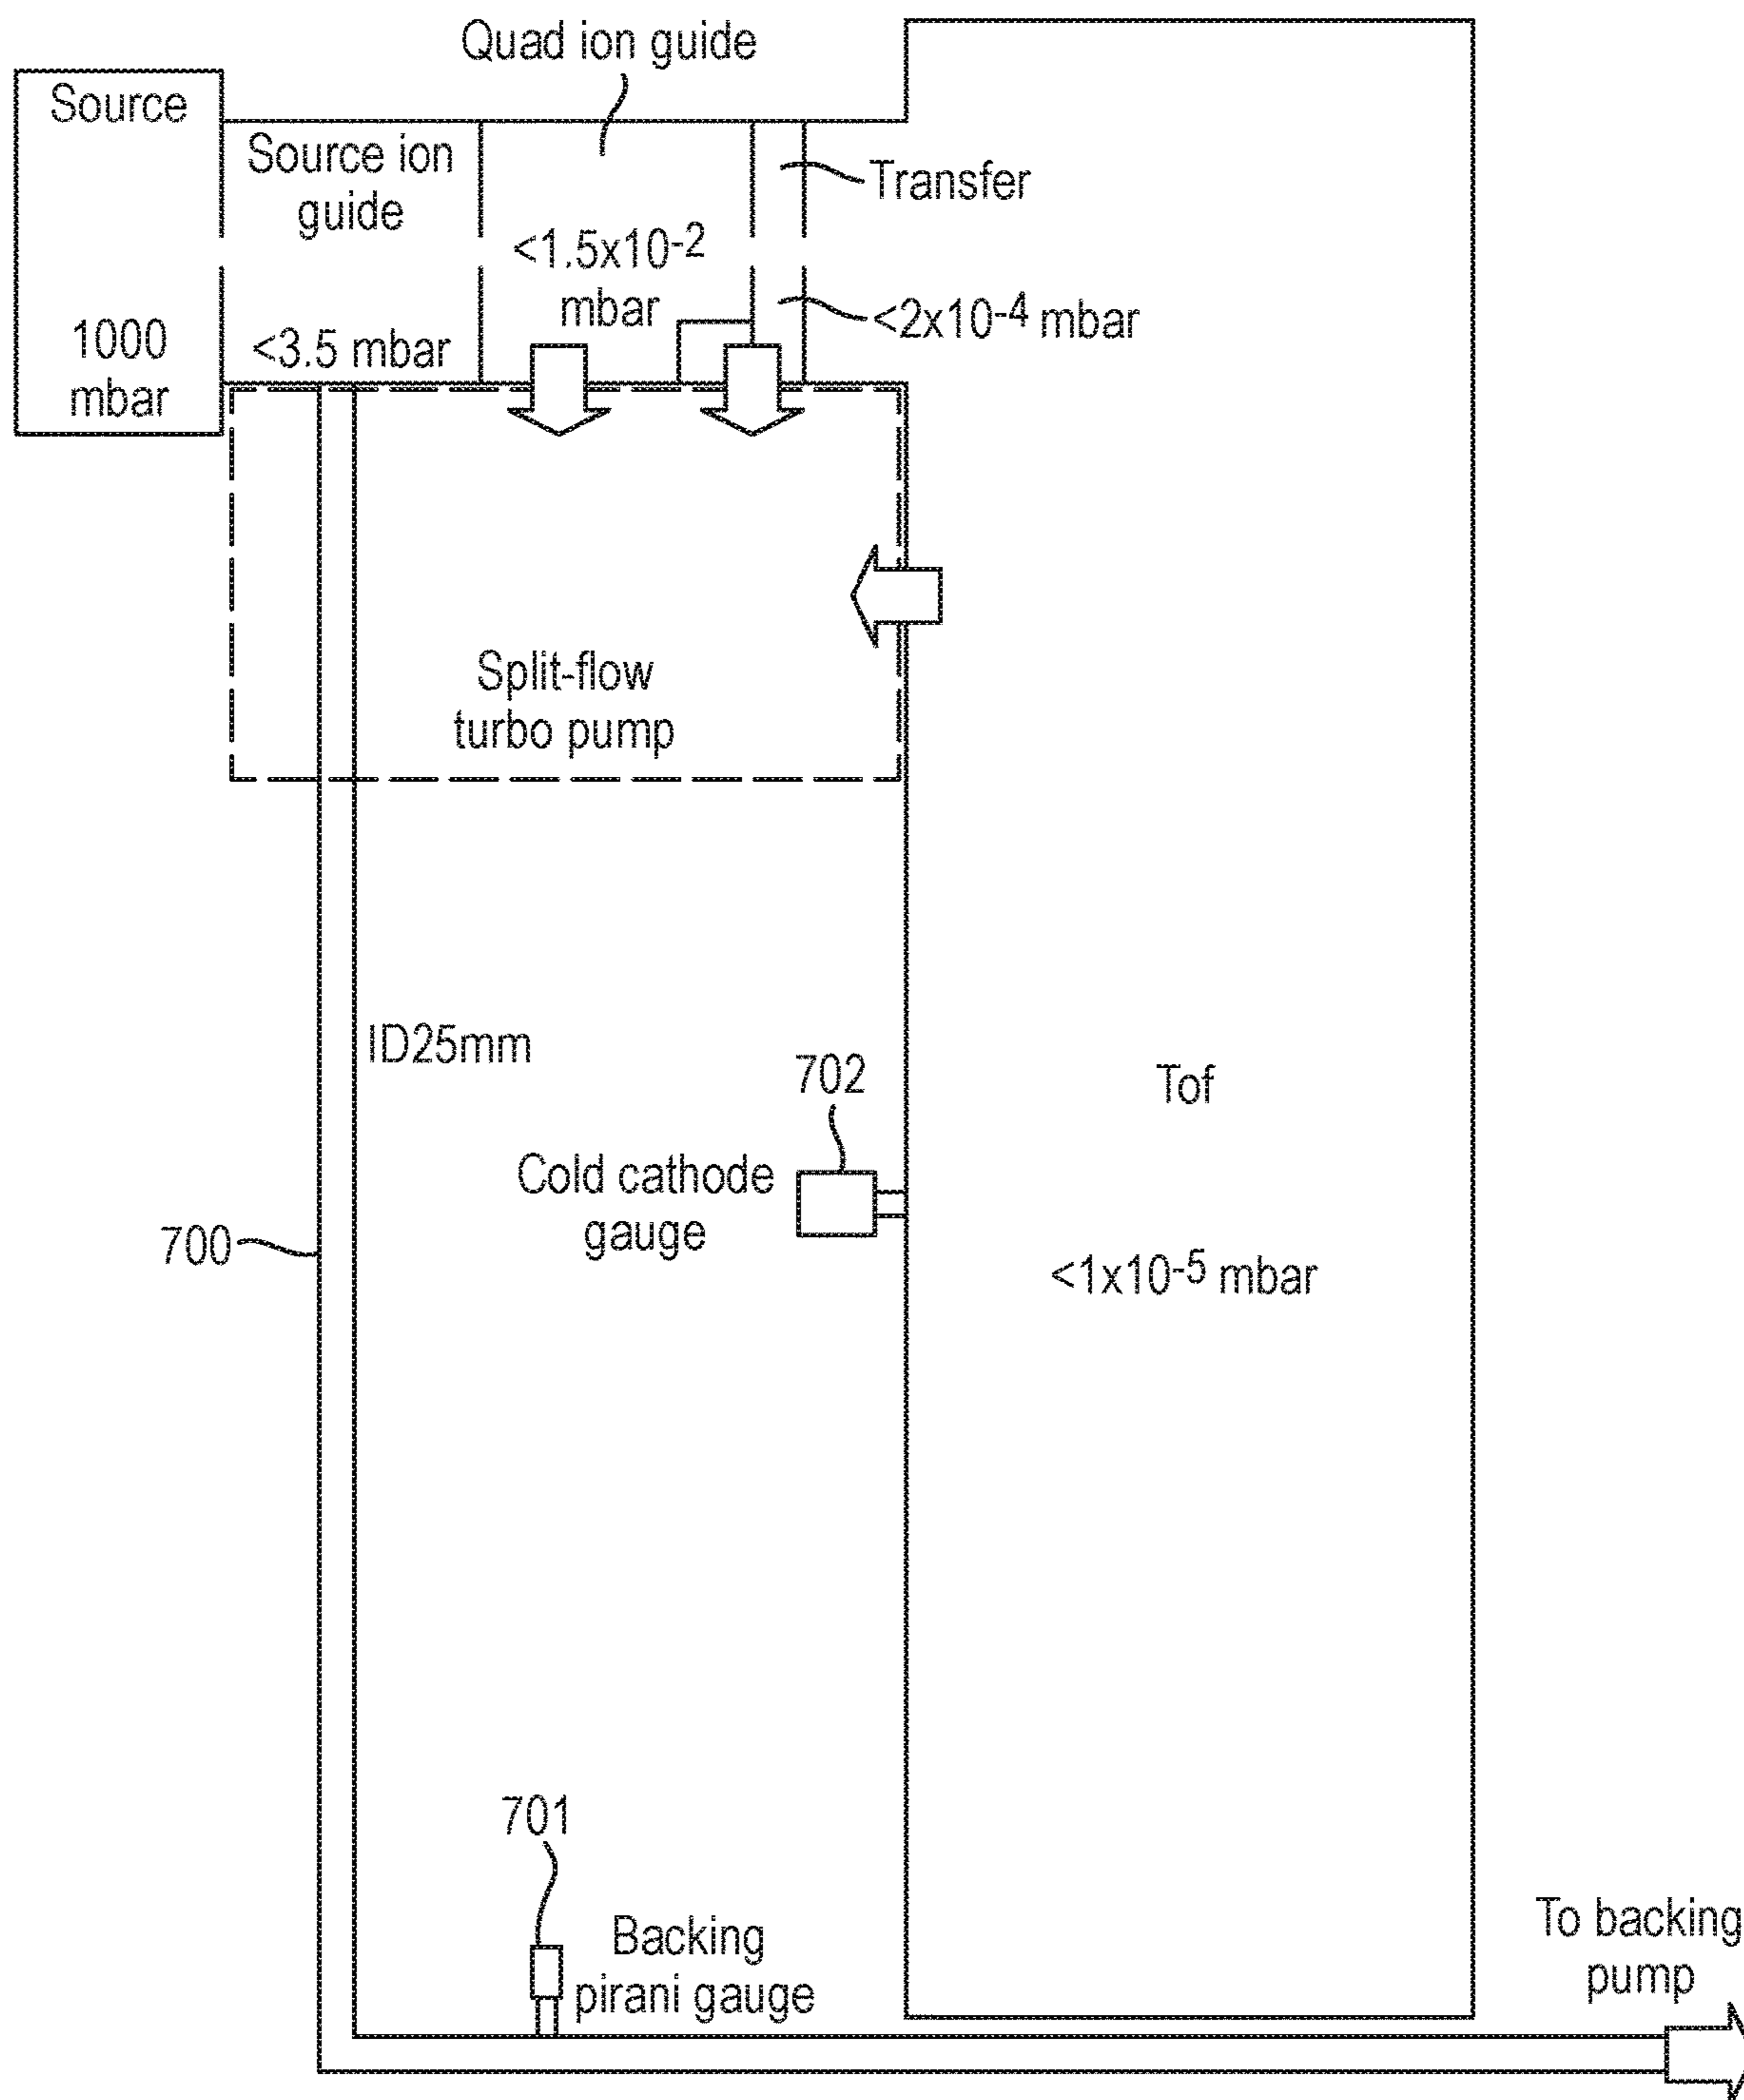 Quad ion guide
Source
Source ion
guide
Transfer
<1.5x10-2
mbar
<2x10-4 mbar
1000
mbar
<3.5 mbar
Split-flow
turbo pump
ID25mm
702
Tof
Cold cathode
gauge
700
<1x10-5 mbar
701
Backing
pirani gauge
To backing
pump